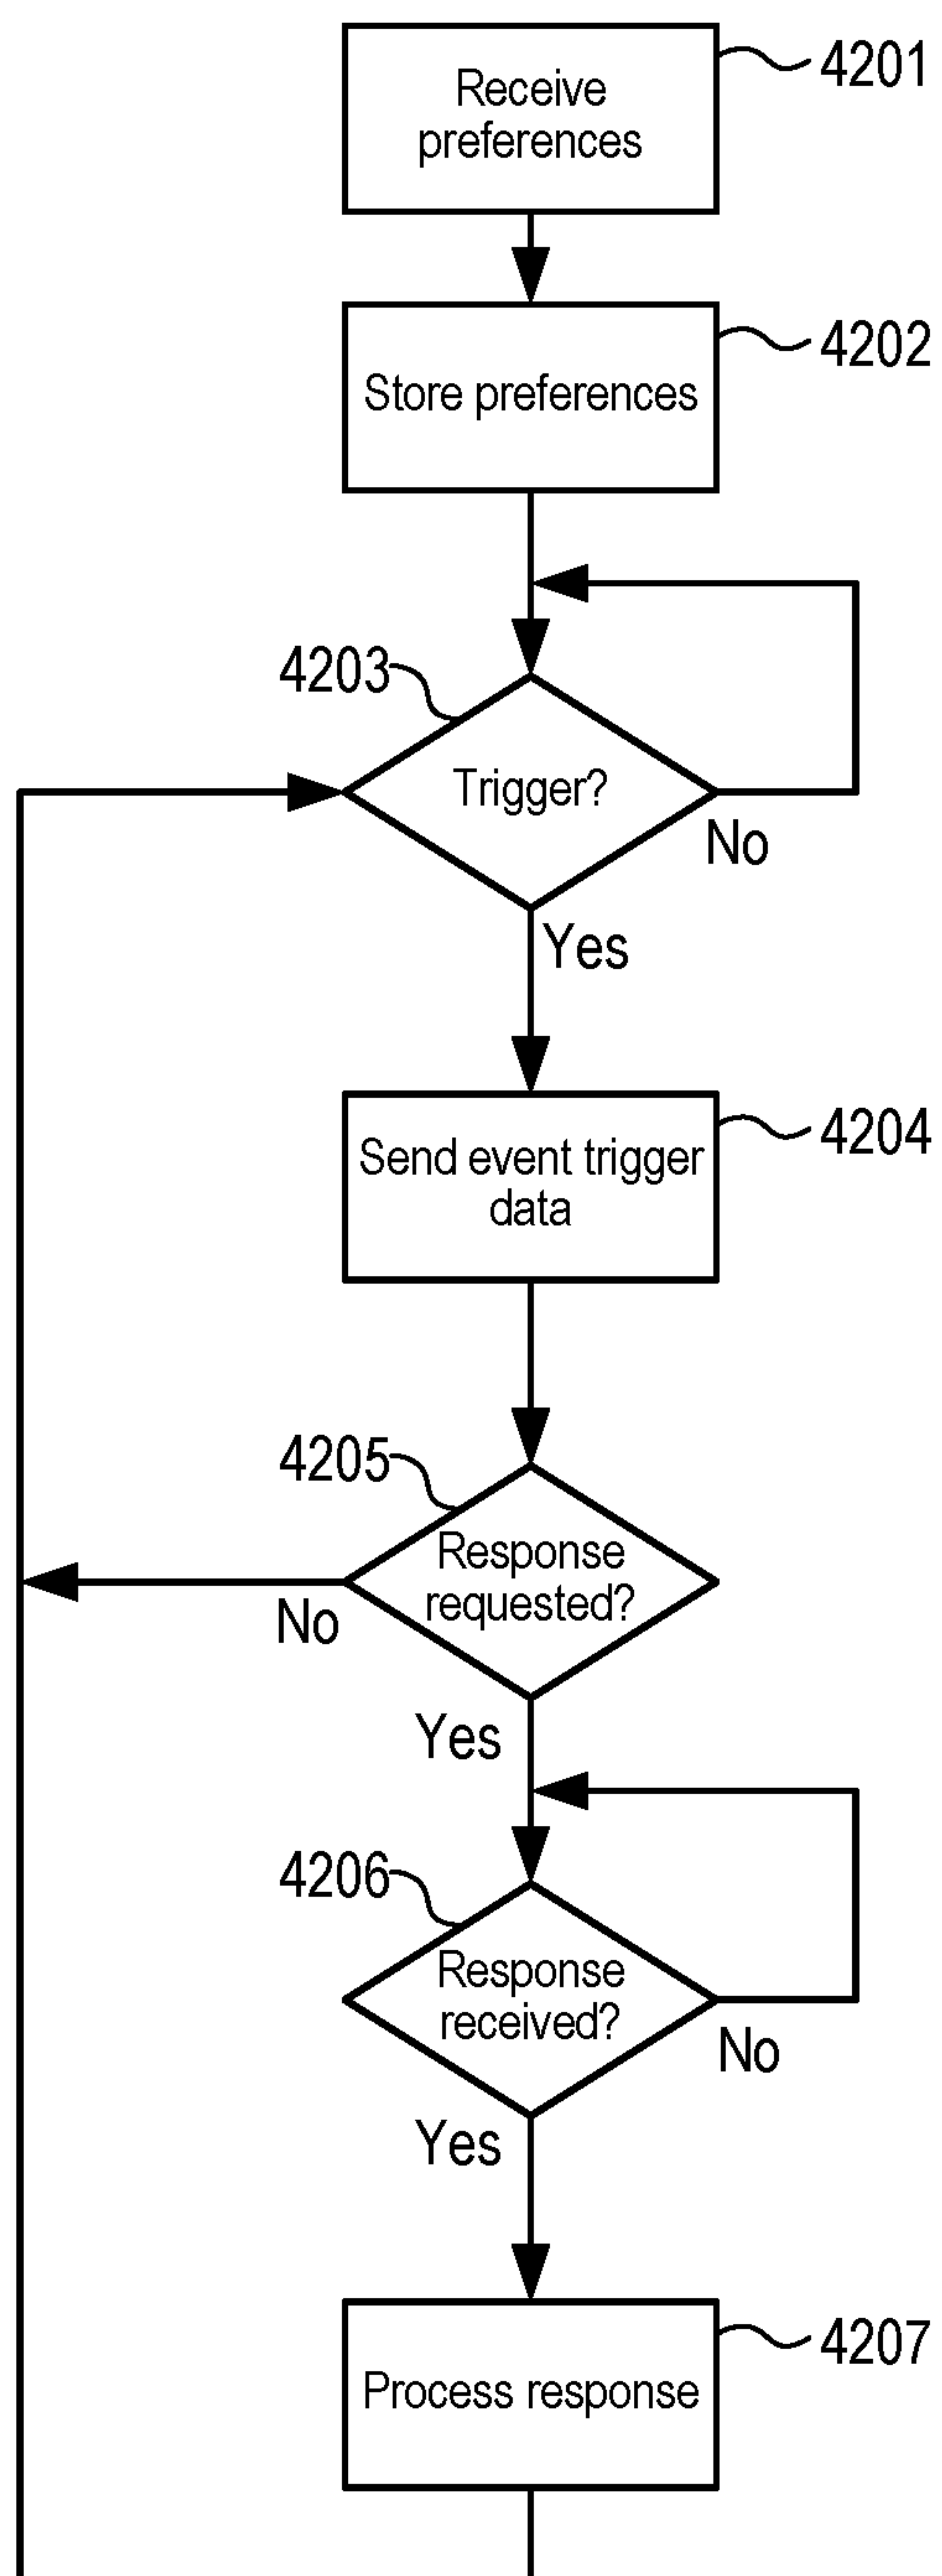 4201
Receive
preferences
4202
Store preferences
4203
Trigger?
No
Yes
4204
Send event trigger
data
4205
Response
requested?
No
Yes
4206
Response
received?
No
Yes
4207
Process response